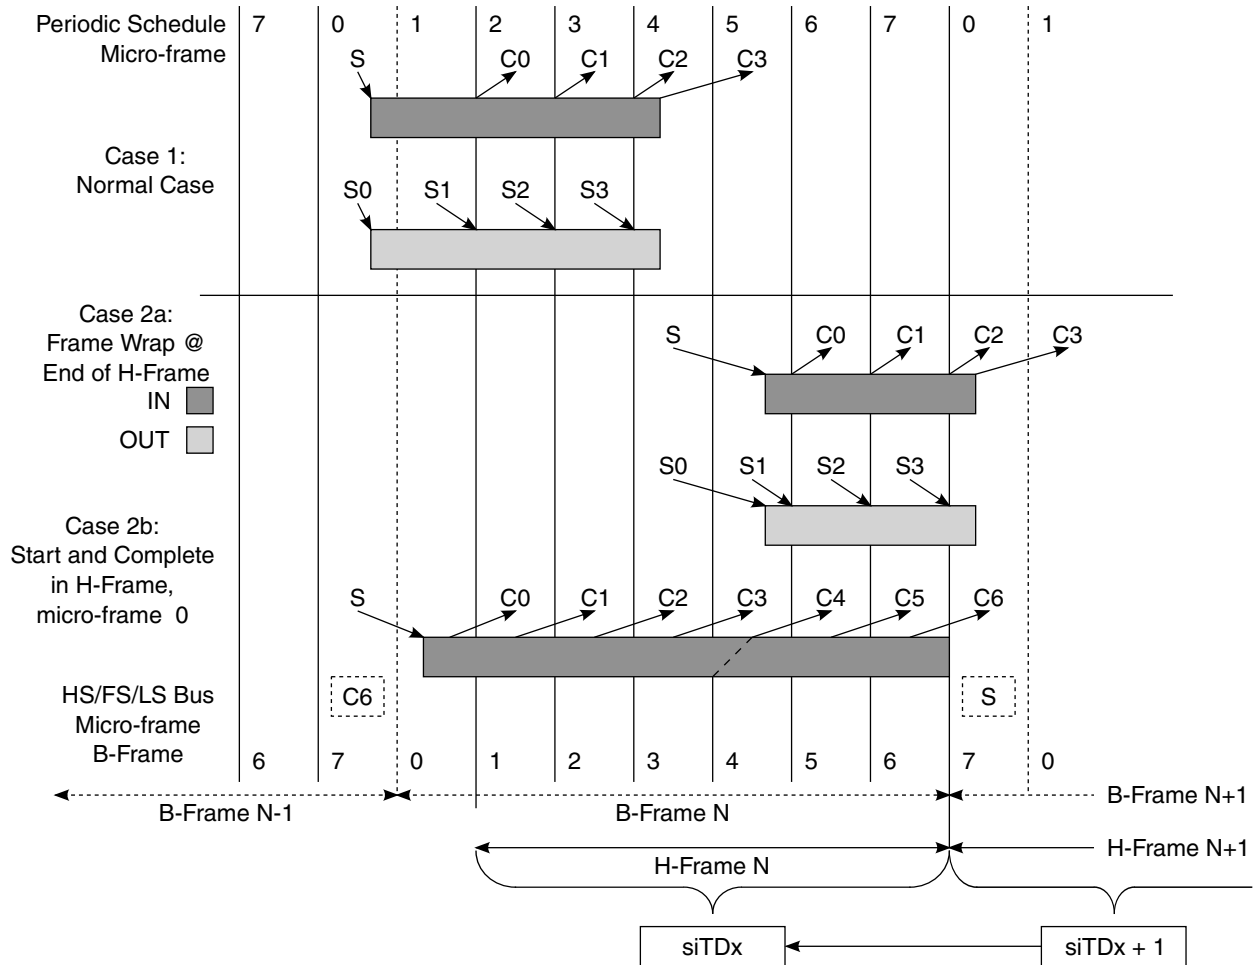 Periodic Schedule
Micro-frame
7 0 1 2 3 4 5 6 7 0 1
S C0 C1 C2 C3
Case 1:
Normal Case
S0 S1 S2 S3
Case 2a:
Frame Wrap @
End of H-Frame
S C0 C1 C2 C3
IN
OUT
S0 S1 S2 S3
Case 2b:
Start and Complete
in H-Frame,
micro-frame 0
S C0 C1 C2 C3 C4 C5 C6
C6 S
HS/FS/LS Bus
Micro-frame
B-Frame
6 7 0 1 2 3 4 5 6 7 0
B-Frame N-1 B-Frame N B-Frame N+1
H-Frame N H-Frame N+1
siTDx siTDx + 1